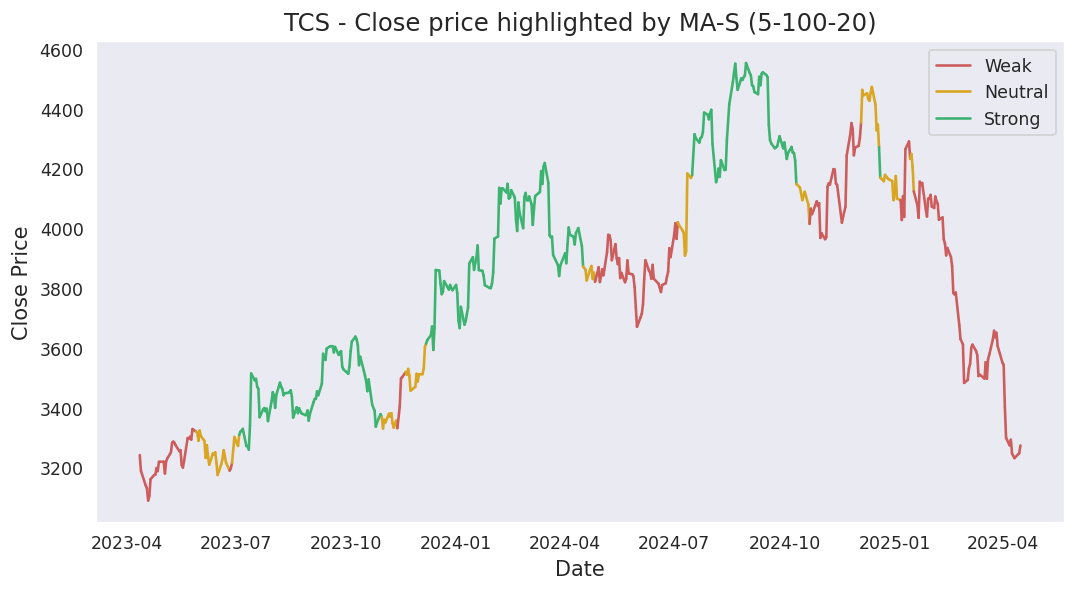 TCS - Close price highlighted by MA-S (5-100-20)
Close Price
4600
4400
4200
4000
3800
3600
3400
3200
Weak
Neutral
Strong
2023-04 2023-07 2023-10 2024-01 2024-04 2024-07 2024-10 2025-01 2025-04
Date